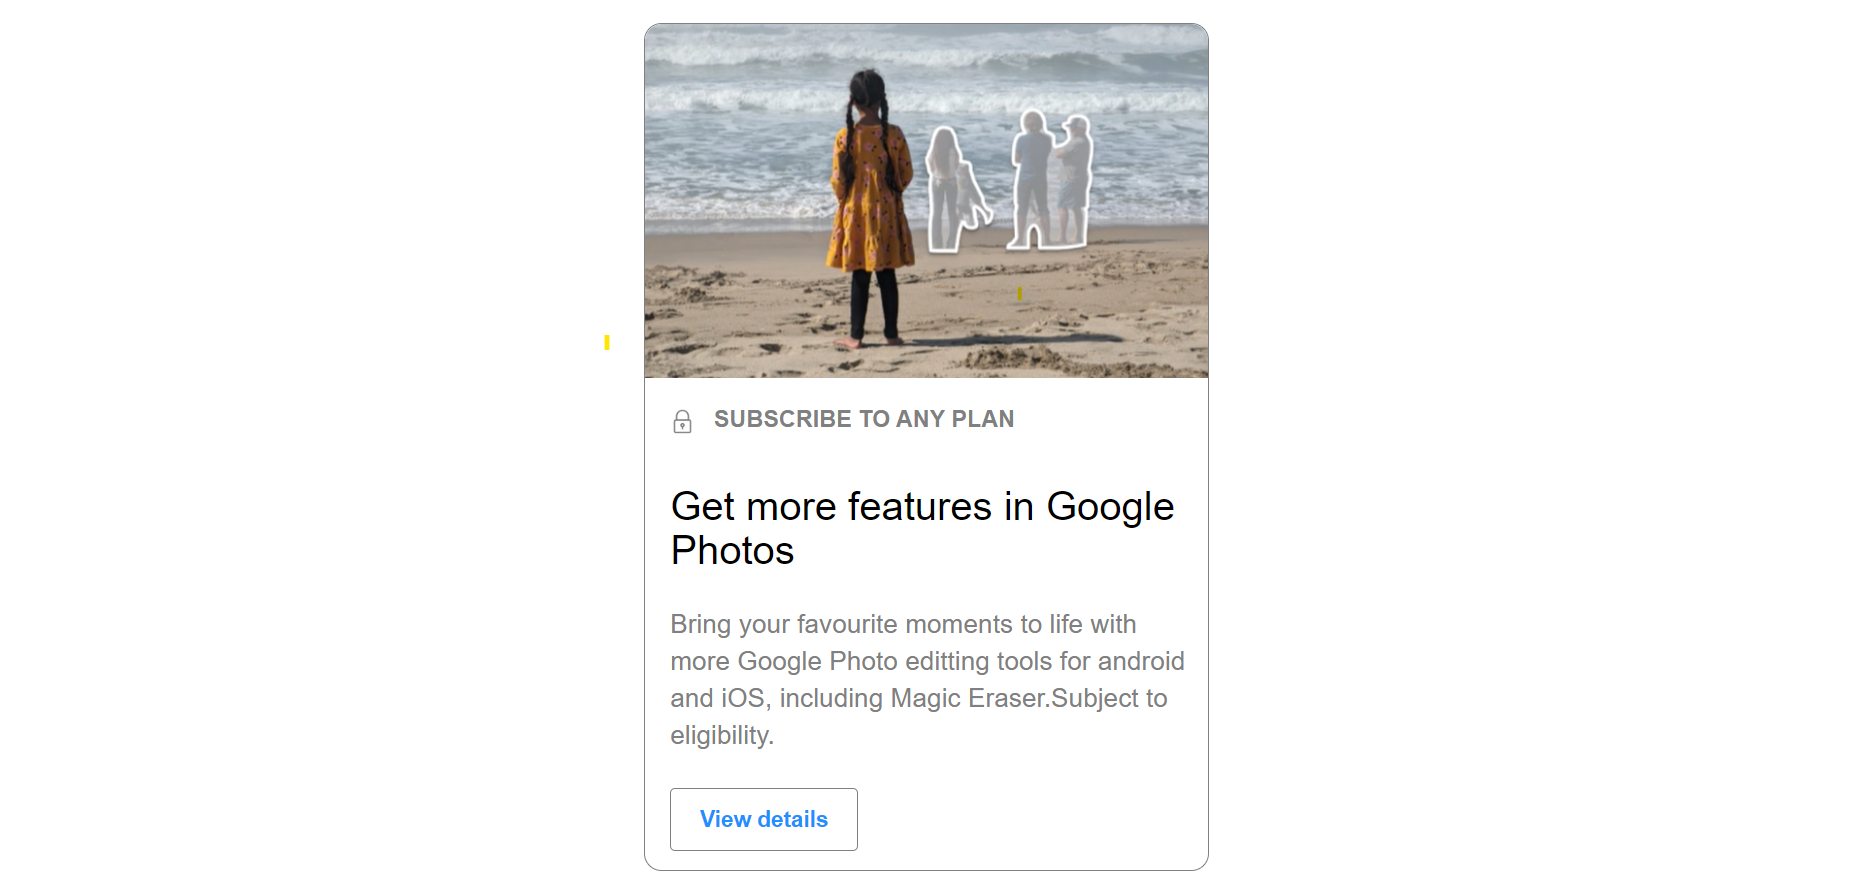 SUBSCRIBE TO ANY PLAN
Get more features in Google
Photos
Bring your favourite moments to life with
more Google Photo editting tools for android
and iOS, including Magic Eraser.Subject to
eligibility.
View details